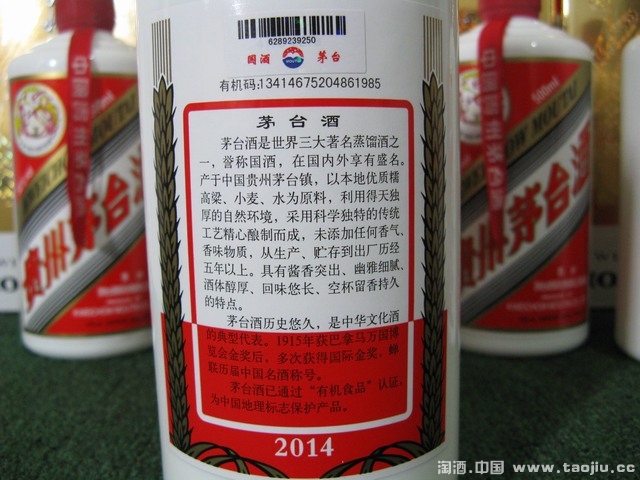 6289239250
国酒 茅台
有机码:13414675204861985
茅台酒
茅台酒是世界三大著名蒸馏酒之
一，誉称国酒，在国内外享有盛名。
产于中国贵州茅台镇，以本地优质糯
高粱、小麦、水为原料，利用得天独
厚的自然环境，采用科学独特的传统
工艺精心酿制而成，未添加任何香气、
香味物质，从生产、贮存到出厂历经
五年以上。具有酱香突出、幽雅细腻、
酒体醇厚、回味悠长、空杯留香持久
的特点。
茅台酒历史悠久，是中华文化酒
的典型代表。1915年获巴拿马万国博
览会金奖后，多次获得国际金奖，蝉
联历届中国名酒称号。
茅台酒已通过“有机食品”认证，
为中国地理标志保护产品。
2014
500ml
茅台酒
淘酒.中国 www.taojiu.cc